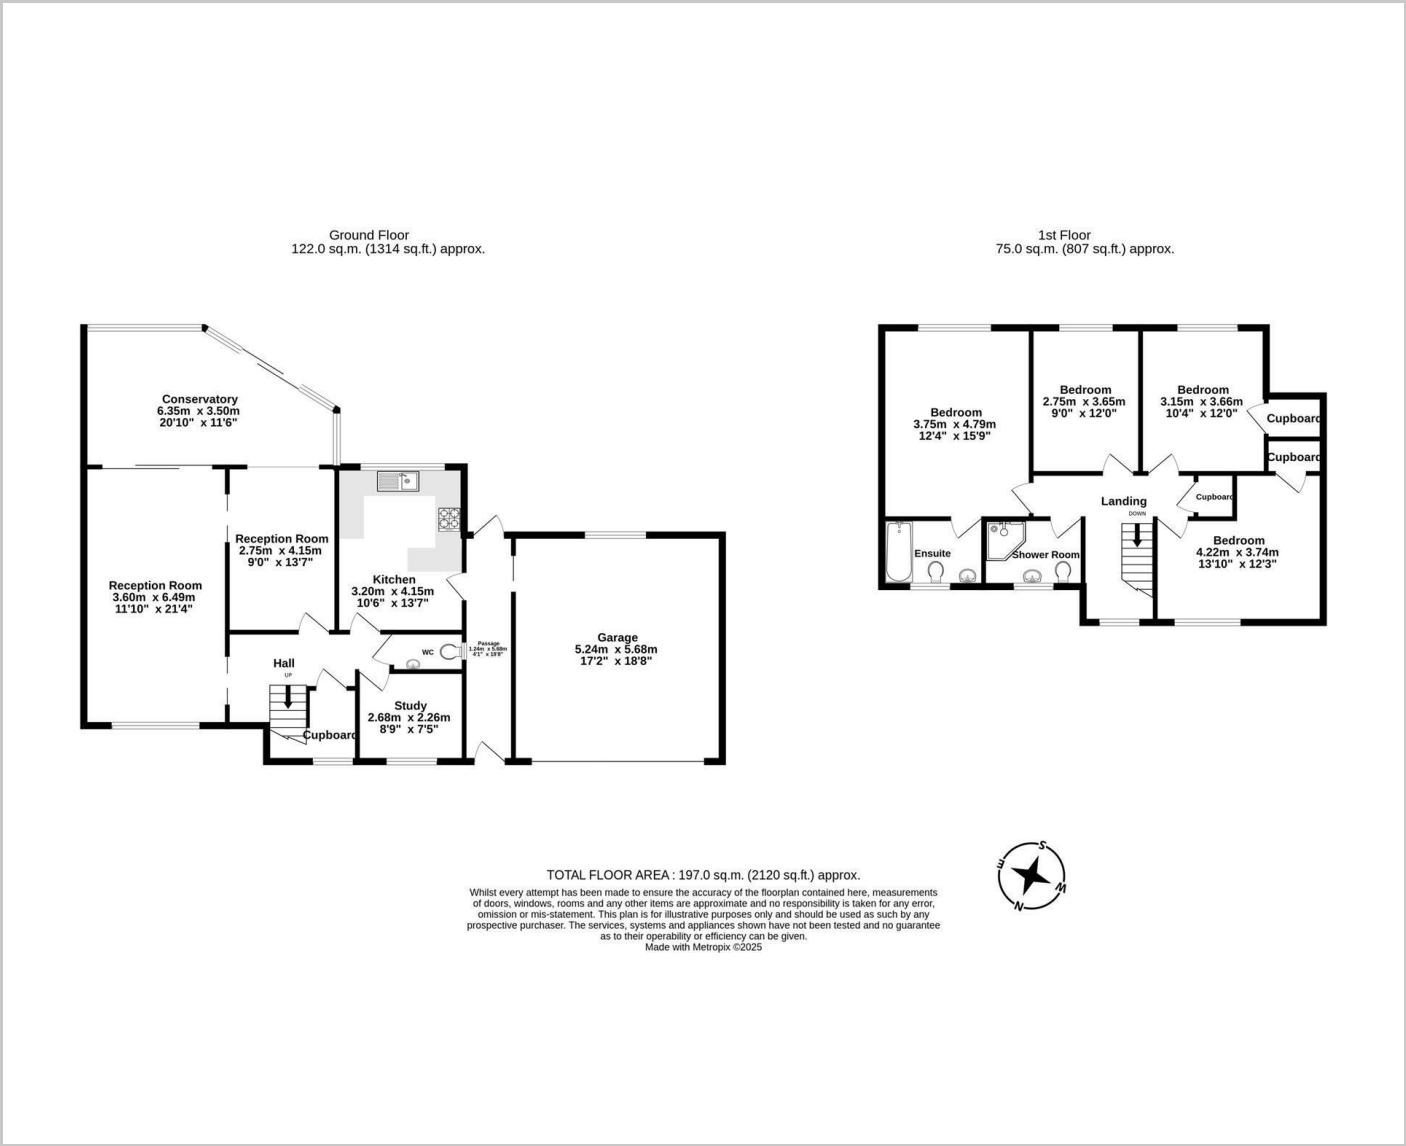 Ground Floor
122.0 sq.m. (1314 sq.ft.) approx.
1st Floor
75.0 sq.m. (807 sq.ft.) approx.
Conservatory
6.35m x 3.50m
20'10" x 11'6"
Reception Room
2.75m x 4.15m
9'0" x 13'7"
Reception Room
3.60m x 6.49m
11'10" x 21'4"
Kitchen
3.20m x 4.15m
10'6" x 13'7"
Hall
UP
WC
Passage
1.24m x 5.68m
4'1" x 18'8"
Garage
5.24m x 5.68m
17'2" x 18'8"
Study
2.68m x 2.26m
8'9" x 7'5"
Cupboard
Bedroom
3.75m x 4.79m
12'4" x 15'9"
Bedroom
2.75m x 3.65m
9'0" x 12'0"
Bedroom
3.15m x 3.66m
10'4" x 12'0"
Cupboard
Cupboard
Cupboard
Landing
DOWN
Bedroom
4.22m x 3.74m
13'10" x 12'3"
Ensuite
Shower Room
S
E
W
N
TOTAL FLOOR AREA : 197.0 sq.m. (2120 sq.ft.) approx.
Whilst every attempt has been made to ensure the accuracy of the floorplan contained here, measurements
of doors, windows, rooms and any other items are approximate and no responsibility is taken for any error,
omission or mis-statement. This plan is for illustrative purposes only and should be used as such by any
prospective purchaser. The services, systems and appliances shown have not been tested and no guarantee
as to their operability or efficiency can be given.
Made with Metropix ©2025